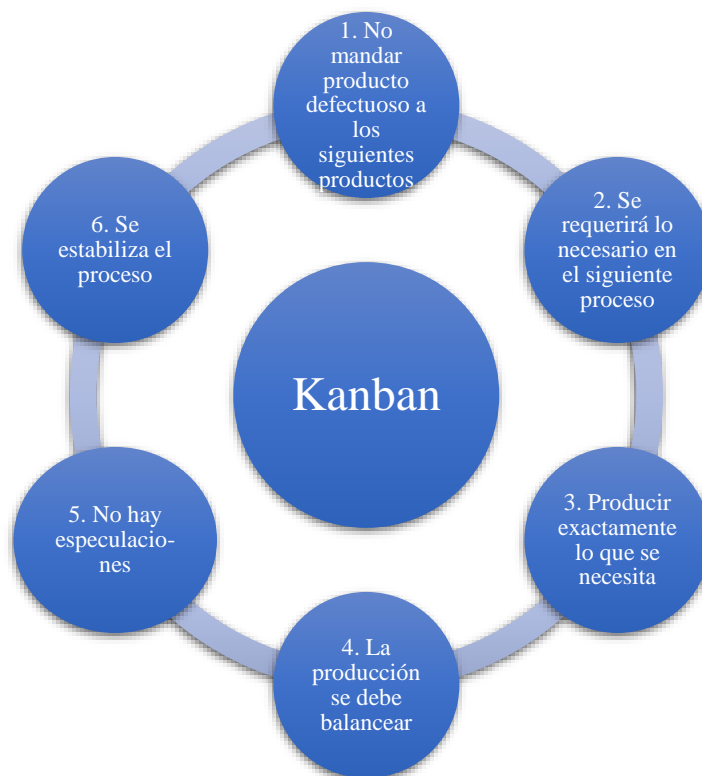 1. No
mandar
producto
defectuoso a
los
siguientes
productos
2. Se
requerirá lo
necesario en
el siguiente
proceso
3. Producir
exactamente
lo que se
necesita
4. La
producción
se debe
balancear
5. No hay
especulacio-
nes
6. Se
estabiliza el
proceso
Kanban